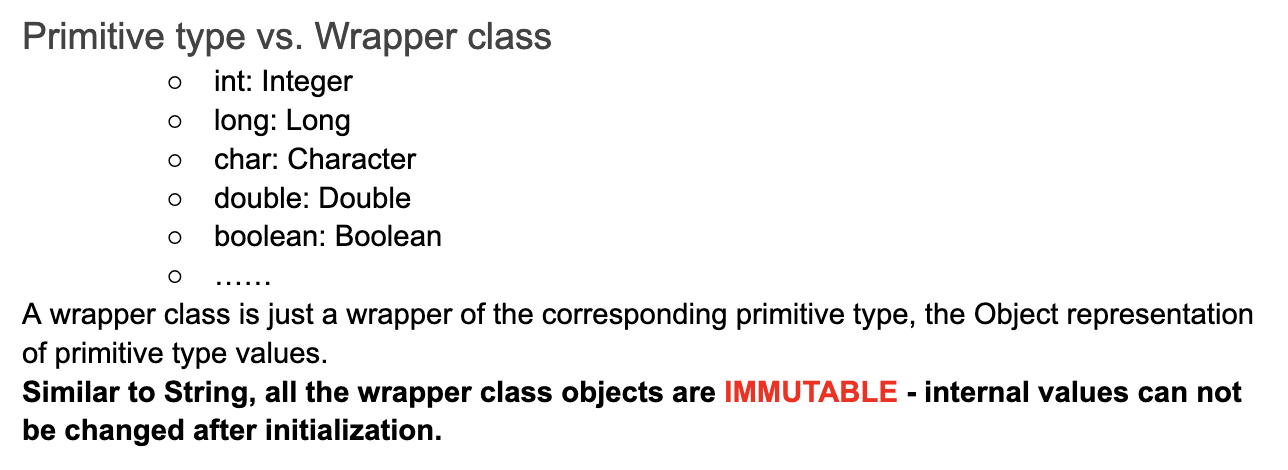 Primitive type vs. Wrapper class
○ int: Integer
○ long: Long
○ char: Character
○ double: Double
○ boolean: Boolean
○ ……
A wrapper class is just a wrapper of the corresponding primitive type, the Object representation
of primitive type values.
Similar to String, all the wrapper class objects are IMMUTABLE - internal values can not
be changed after initialization.